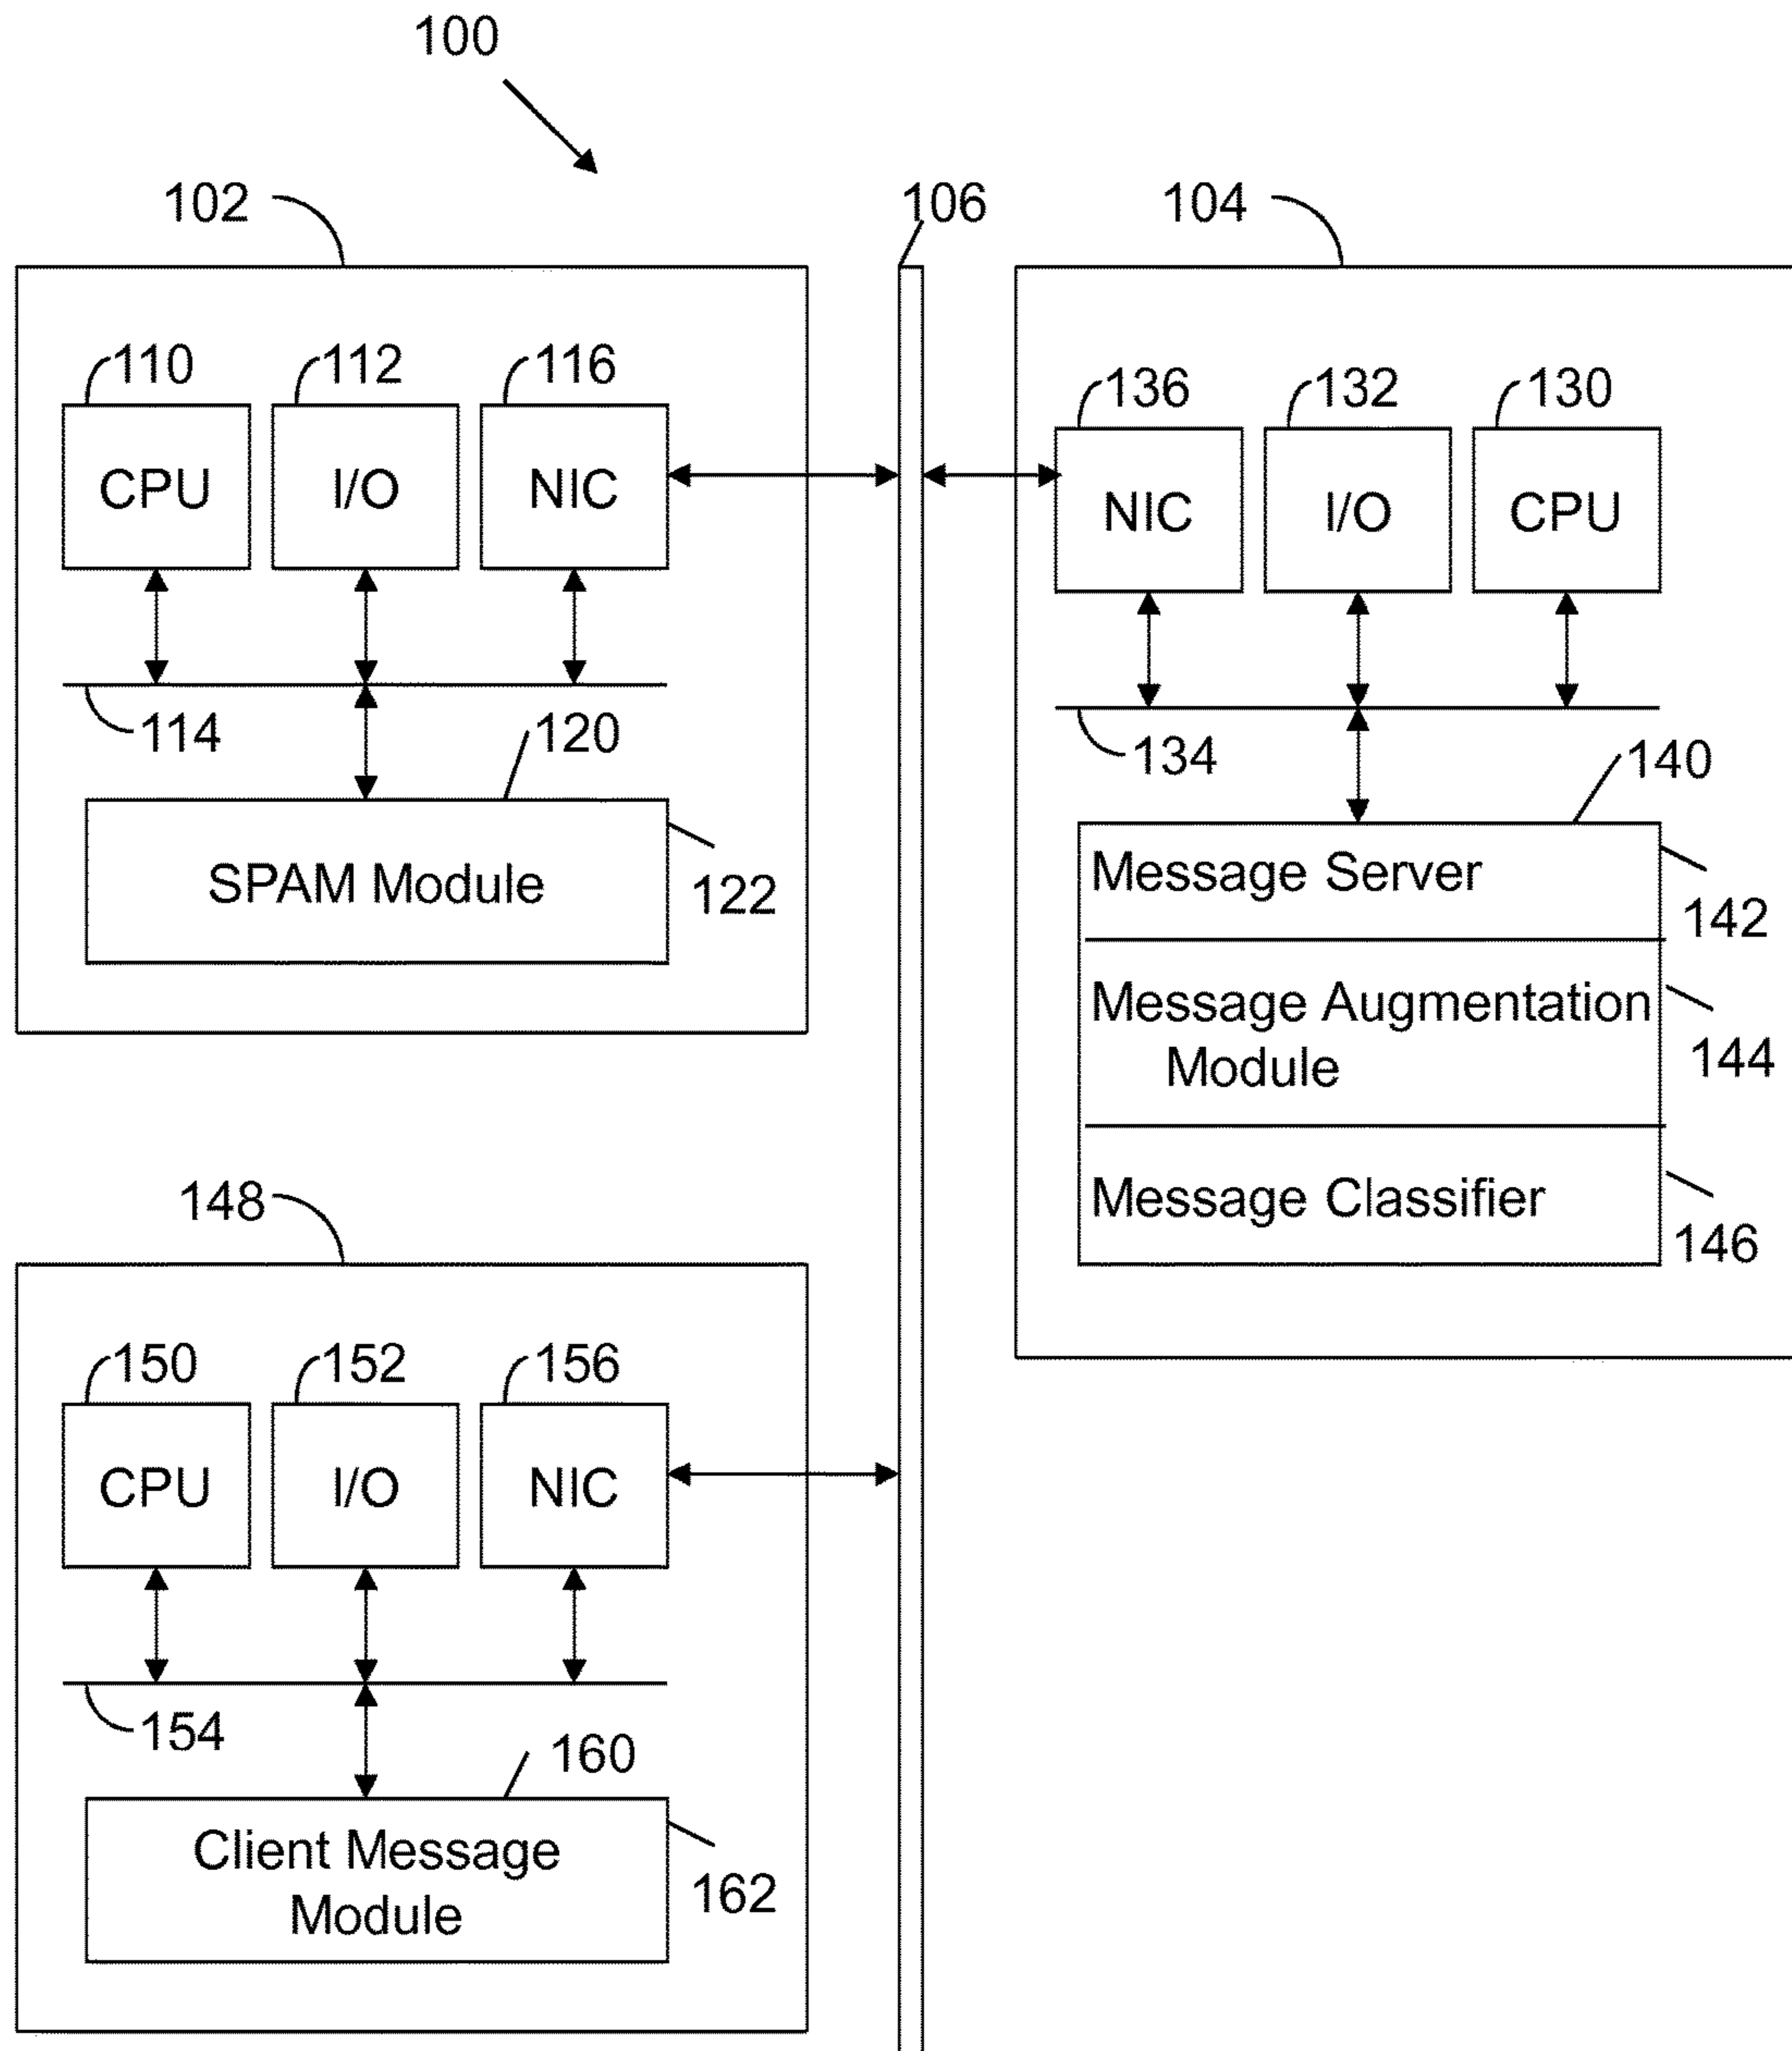 100
102
106
104
110
112
116
136
132
130
CPU
I/O
NIC
NIC
I/O
CPU
114
120
134
140
SPAM Module
122
Message Server
142
Message Augmentation
Module
144
Message Classifier
146
148
150
152
156
CPU
I/O
NIC
154
160
Client Message
Module
162